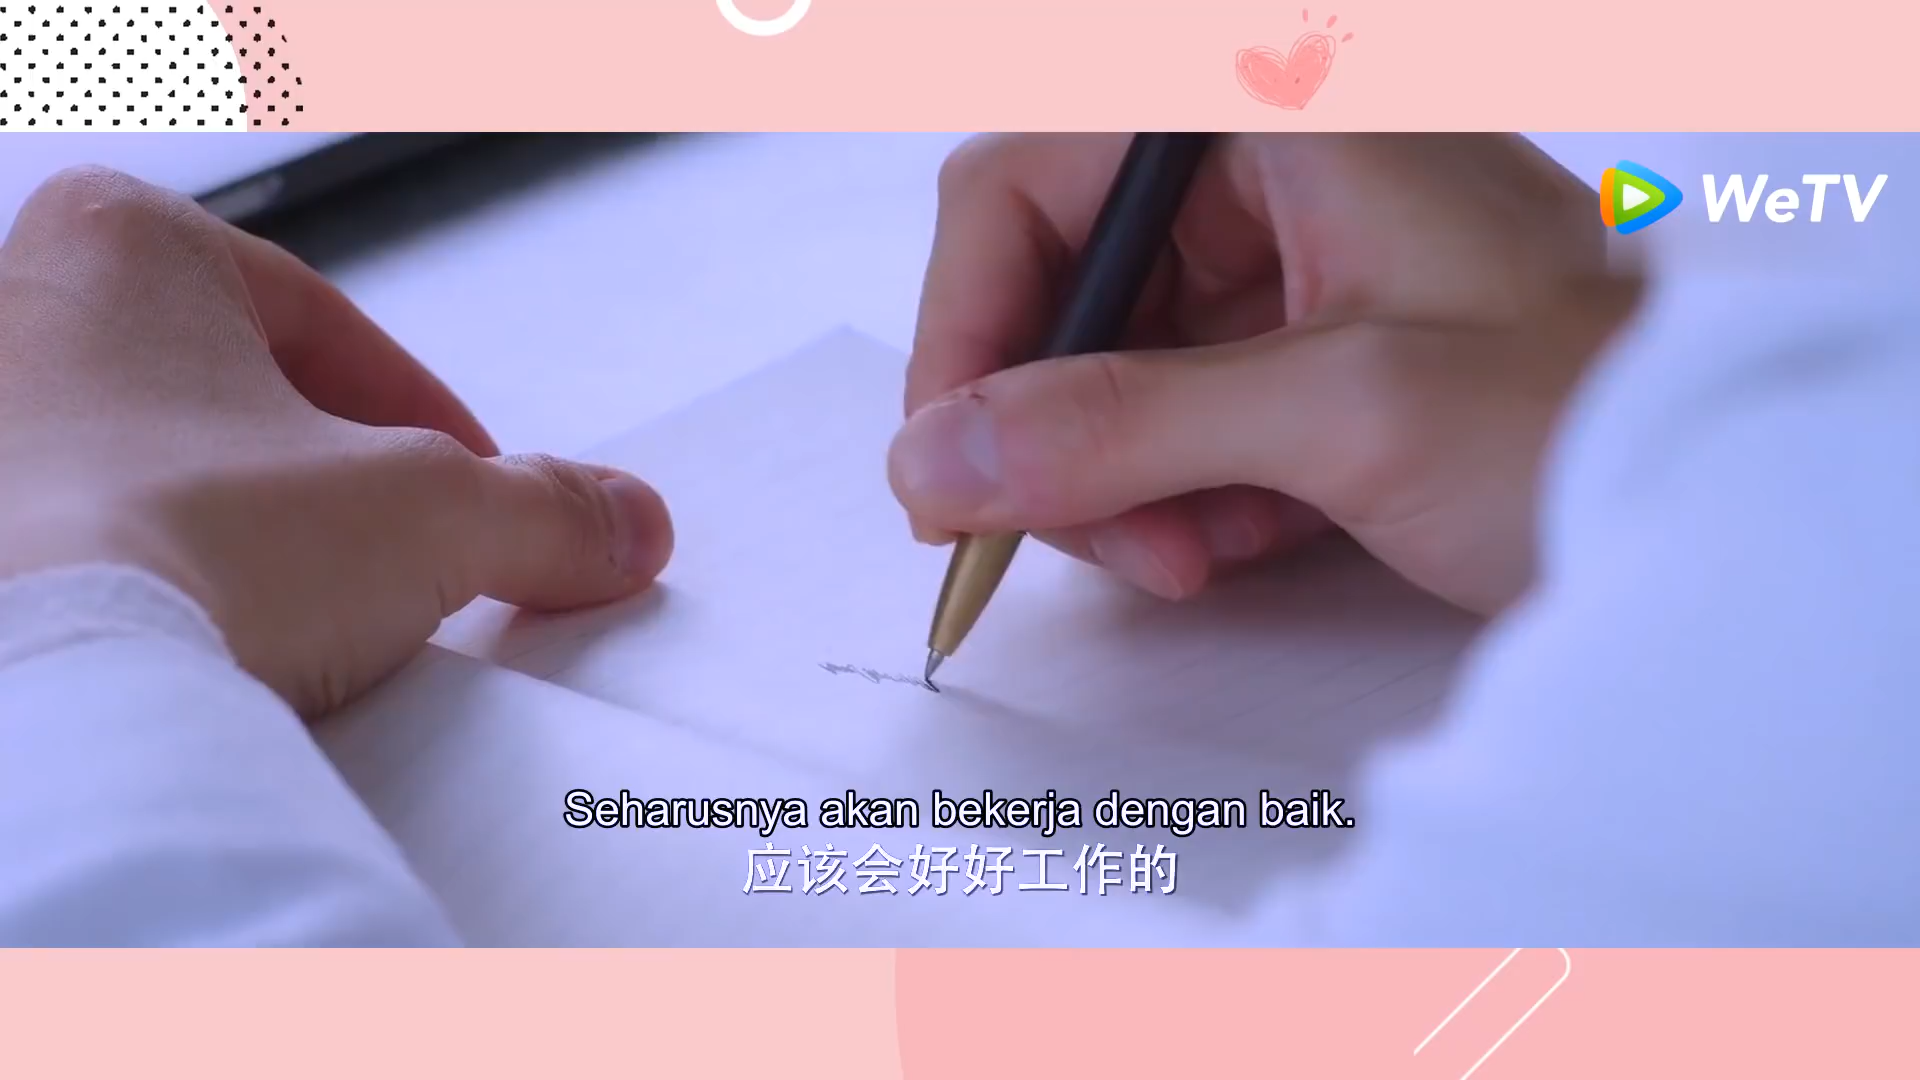 WeTV
Seharusnya akan bekerja dengan baik.
应该会好好工作的